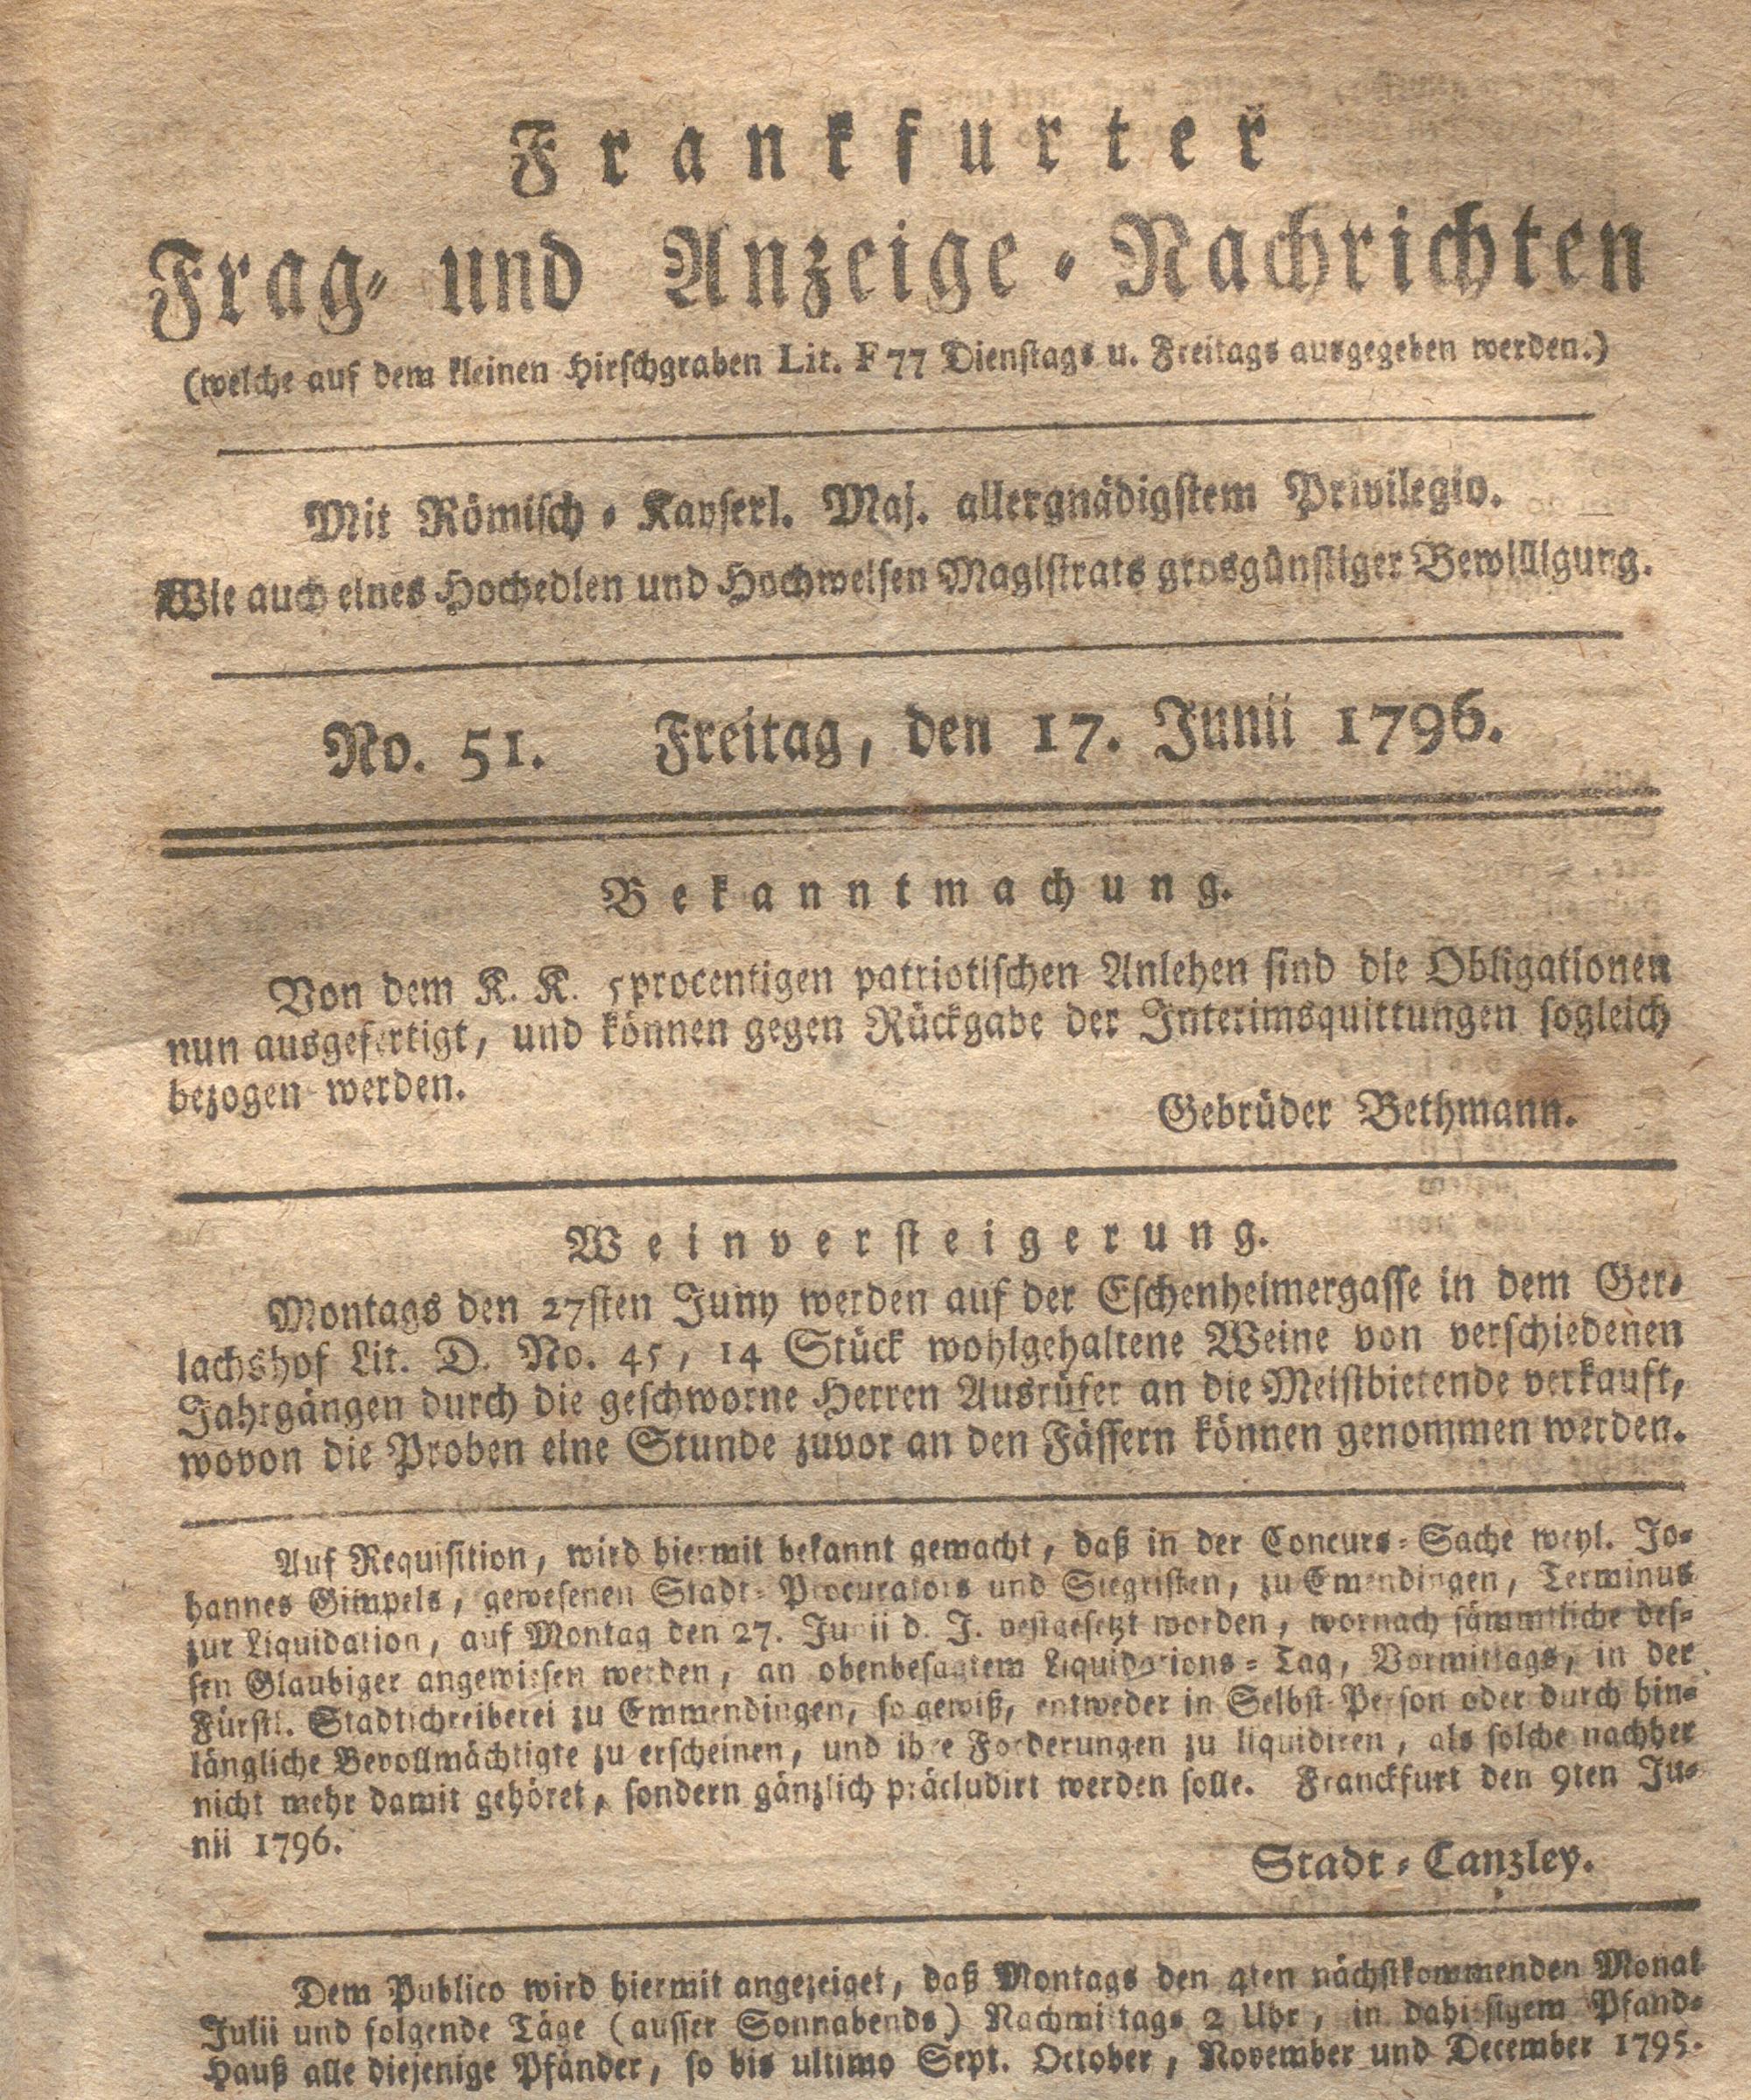 Frankfurter
Frag- und Anzeige-Nachrichten
(welche auf dem kleinen Hirschgraben Lit. F 77 Dienstags u. Freitags ausgegeben werden.)
Mit Römisch-Kayserl. Maj. allergnädigstem Privilegio.
Wie auch eines Hochedlen und Hochweisen Magistrats grosgünstiger Bewilligung.
No. 51. Freitag, den 17. Junii 1796.
Bekanntmachung.
Von dem K. K. 5procentigen patriotischen Anlehen sind die Obligationen
nun ausgefertigt, und können gegen Rückgabe der Interimsquittungen sogleich
bezogen werden.
Gebrüder Bethmann.
Weinversteigerung.
Montags den 27sten Juny werden auf der Eschenheimergasse in dem Ger-
lachshof Lit. D. No. 45, 14 Stück wohlgehaltene Weine von verschiedenen
Jahrgängen durch die geschworne Herren Ausrüfer an die Meistbietende verkauft,
wovon die Proben eine Stunde zuvor an den Fässern können genommen werden.
Auf Requisition, wird hiermit bekannt gemacht, daß in der Concurs-Sache weyl. Jo-
hannes Gimpels, gewesenen Stadt-Procurators und Siegristen, zu Emendingen, Terminus
zur Liquidation, auf Montag den 27. Junii d. J. vestgesetzt worden, wornach sämmtliche des-
sen Glaubiger angewiesen werden, an obenbesagtem Liquidations-Tag, Vormittags, in der
Fürstl. Stadtschreiberei zu Emmendingen, so gewiß, entweder in Selbst-Person oder durch hin-
längliche Bevollmächtigte zu erscheinen, und ihre Forderungen zu liquidiren, als solche nachher
nicht mehr damit gehöret, sondern gänzlich präcludirt werden solle. Franckfurt den 9ten Ju-
nii 1796.
Stadt-Canzley.
Dem Publico wird hiermit angezeiget, daß Montags den 4ten nächstkommenden Monat
Julii und folgende Täge (ausser Sonnabends) Nachmittags 2 Uhr, in dahiesigem Pfand-
Hauß alle diejenige Pfänder, so bis ultimo Sept. October, November und December 1795.